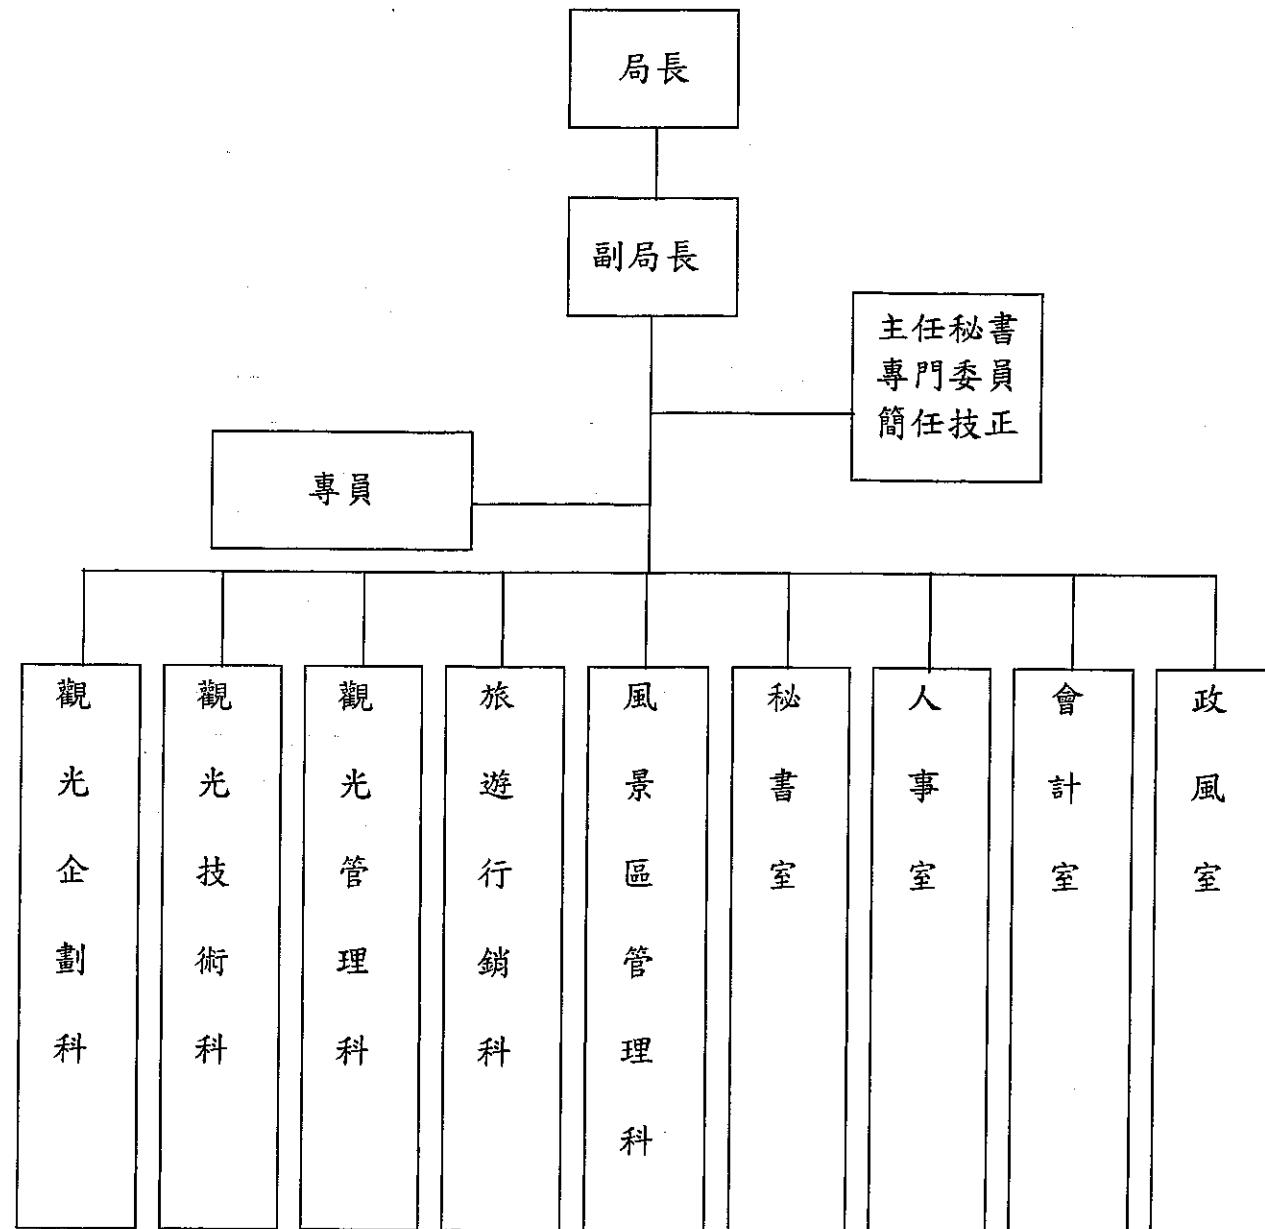 局長
副局長
主任秘書
專門委員
簡任技正
專員
觀光企劃科
觀光技術科
觀光管理科
旅遊行銷科
風景區管理科
秘書室
人事室
會計室
政風室